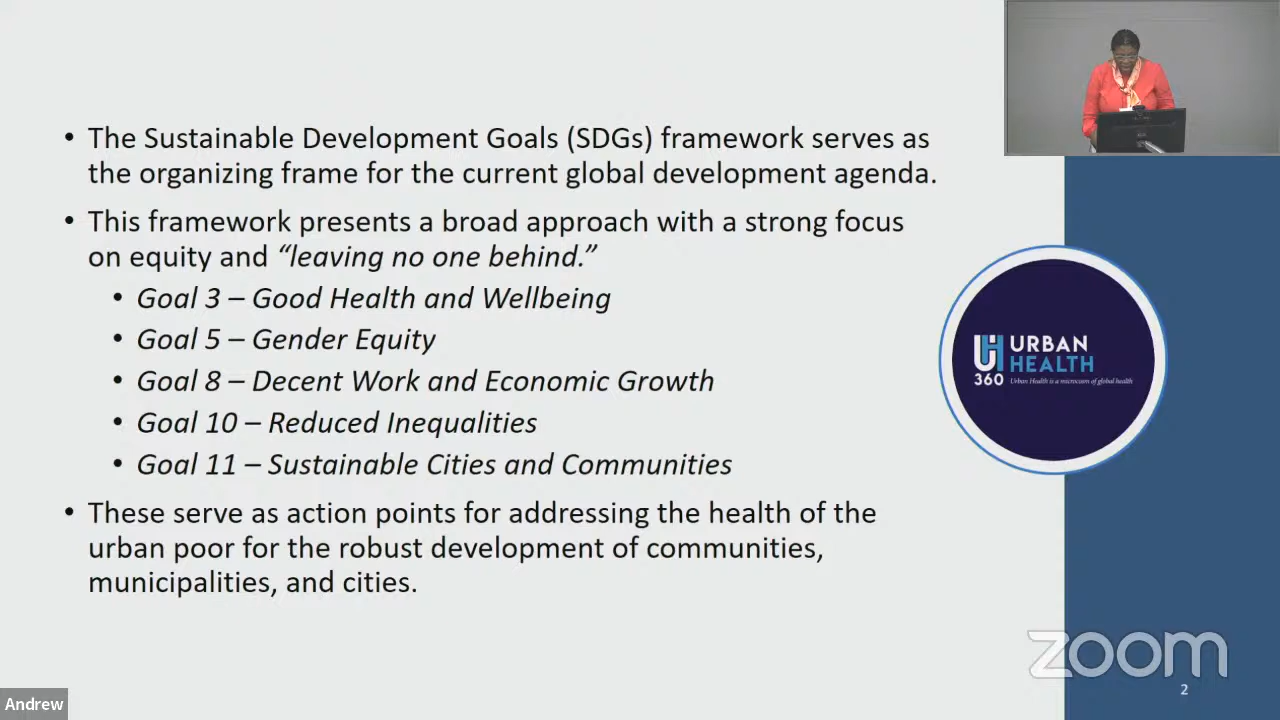 • The Sustainable Development Goals (SDGs) framework serves as
the organizing frame for the current global development agenda.
• This framework presents a broad approach with a strong focus
on equity and “leaving no one behind.”
• Goal 3 – Good Health and Wellbeing
• Goal 5 – Gender Equity
• Goal 8 – Decent Work and Economic Growth
• Goal 10 – Reduced Inequalities
• Goal 11 – Sustainable Cities and Communities
• These serve as action points for addressing the health of the
urban poor for the robust development of communities,
municipalities, and cities.
UH URBAN
HEALTH
360 Urban Health is a microcosm of global health
zoom
2
Andrew